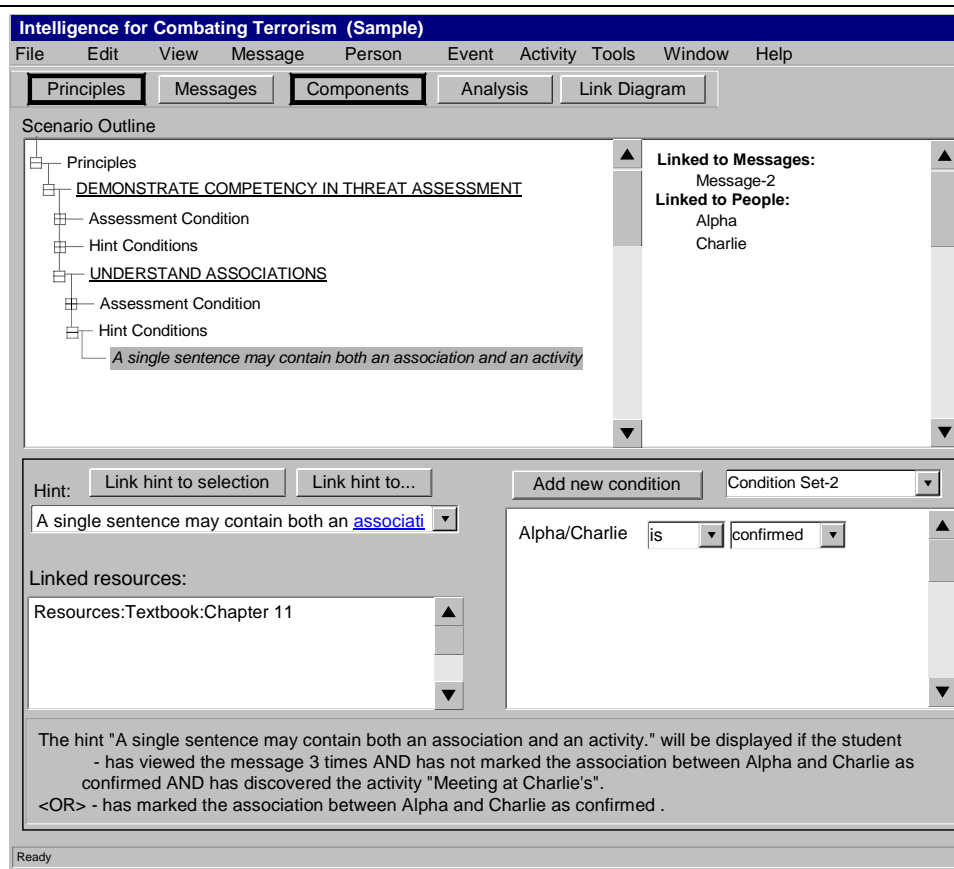 Intelligence for Combating Terrorism (Sample)
File Edit View Message Person Event Activity Tools Window Help
Principles Messages Components Analysis Link Diagram
Scenario Outline
Principles
DEMONSTRATE COMPETENCY IN THREAT ASSESSMENT
Assessment Condition
Hint Conditions
UNDERSTAND ASSOCIATIONS
Assessment Condition
Hint Conditions
A single sentence may contain both an association and an activity
Linked to Messages:
Message-2
Linked to People:
Alpha
Charlie
Hint: Link hint to selection Link hint to...
A single sentence may contain both an associati
Linked resources:
Resources:Textbook:Chapter 11
Add new condition Condition Set-2
Alpha/Charlie is confirmed
The hint "A single sentence may contain both an association and an activity." will be displayed if the student
- has viewed the message 3 times AND has not marked the association between Alpha and Charlie as
confirmed AND has discovered the activity "Meeting at Charlie's".
<OR> - has marked the association between Alpha and Charlie as confirmed .
Ready